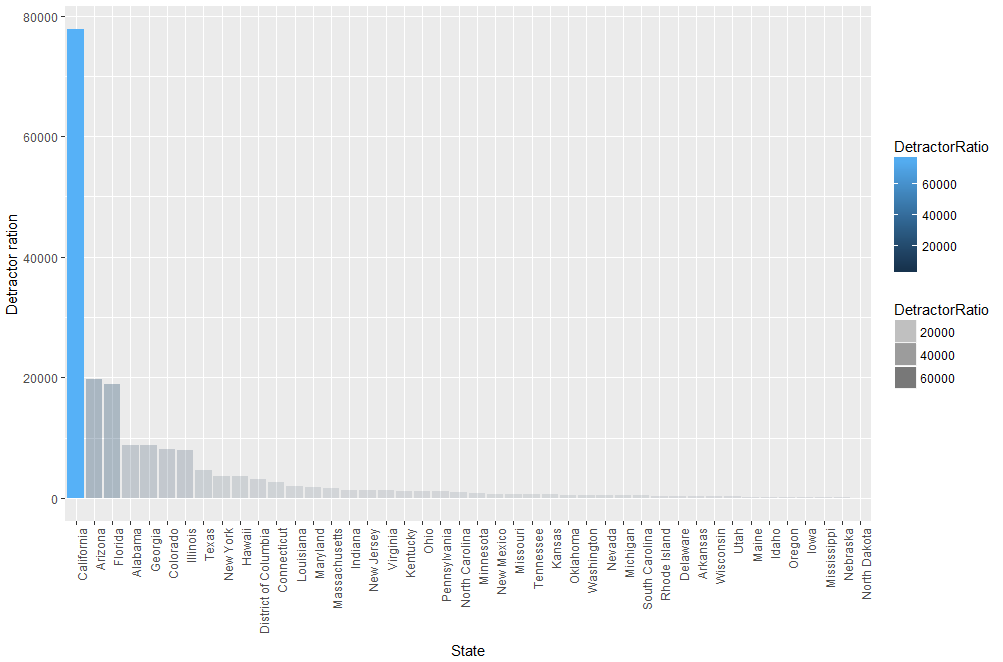 80000
60000
40000
20000
0
Detractor ration
California
Arizona
Florida
Alabama
Georgia
Colorado
Illinois
Texas
New York
Hawaii
District of Columbia
Connecticut
Louisiana
Maryland
Massachusetts
Indiana
New Jersey
Virginia
Kentucky
Ohio
Pennsylvania
North Carolina
Minnesota
New Mexico
Missouri
Tennessee
Kansas
Oklahoma
Washington
Nevada
Michigan
South Carolina
Rhode Island
Delaware
Arkansas
Wisconsin
Utah
Maine
Idaho
Oregon
Iowa
Mississippi
Nebraska
North Dakota
State
DetractorRatio
60000
40000
20000
DetractorRatio
20000
40000
60000